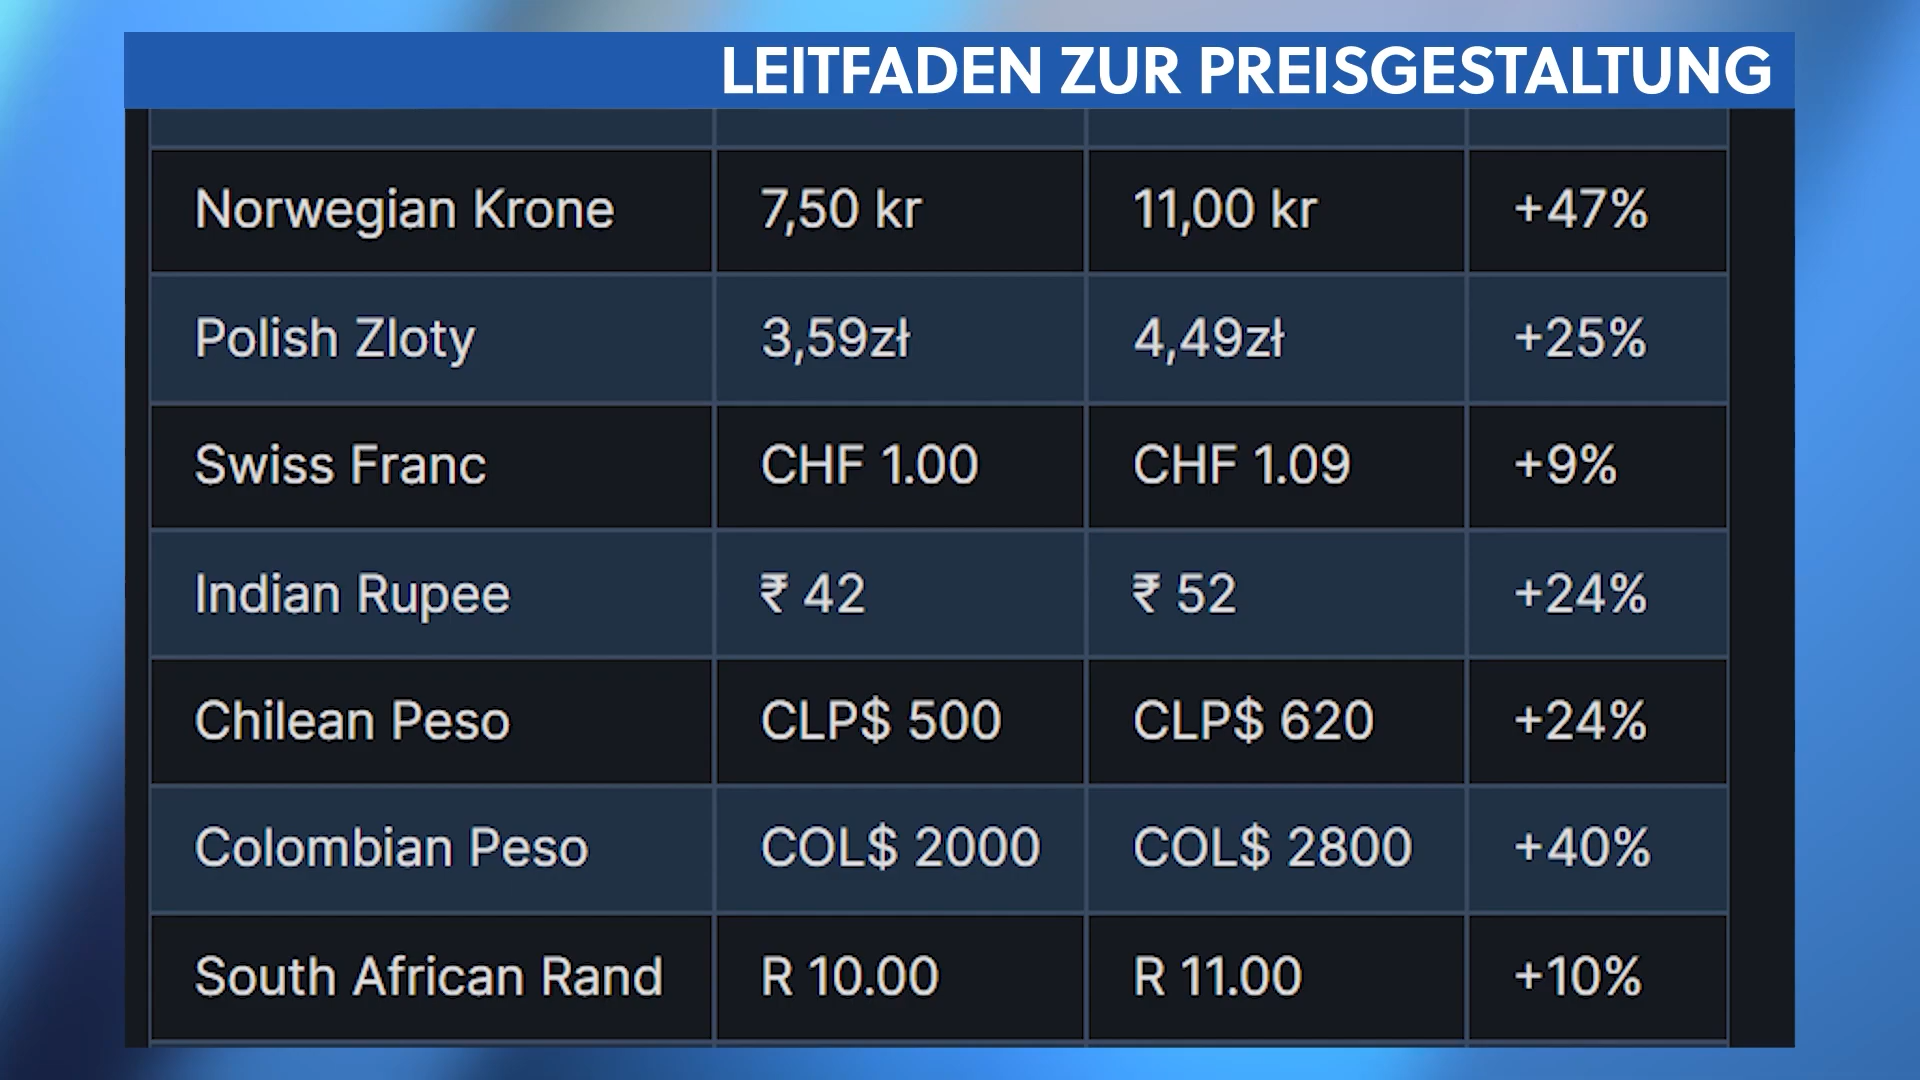 LEITFADEN ZUR PREISGESTALTUNG
Norwegian Krone 7,50 kr 11,00 kr +47%
Polish Zloty 3,59zł 4,49zł +25%
Swiss Franc CHF 1.00 CHF 1.09 +9%
Indian Rupee ₹ 42 ₹ 52 +24%
Chilean Peso CLP$ 500 CLP$ 620 +24%
Colombian Peso COL$ 2000 COL$ 2800 +40%
South African Rand R 10.00 R 11.00 +10%